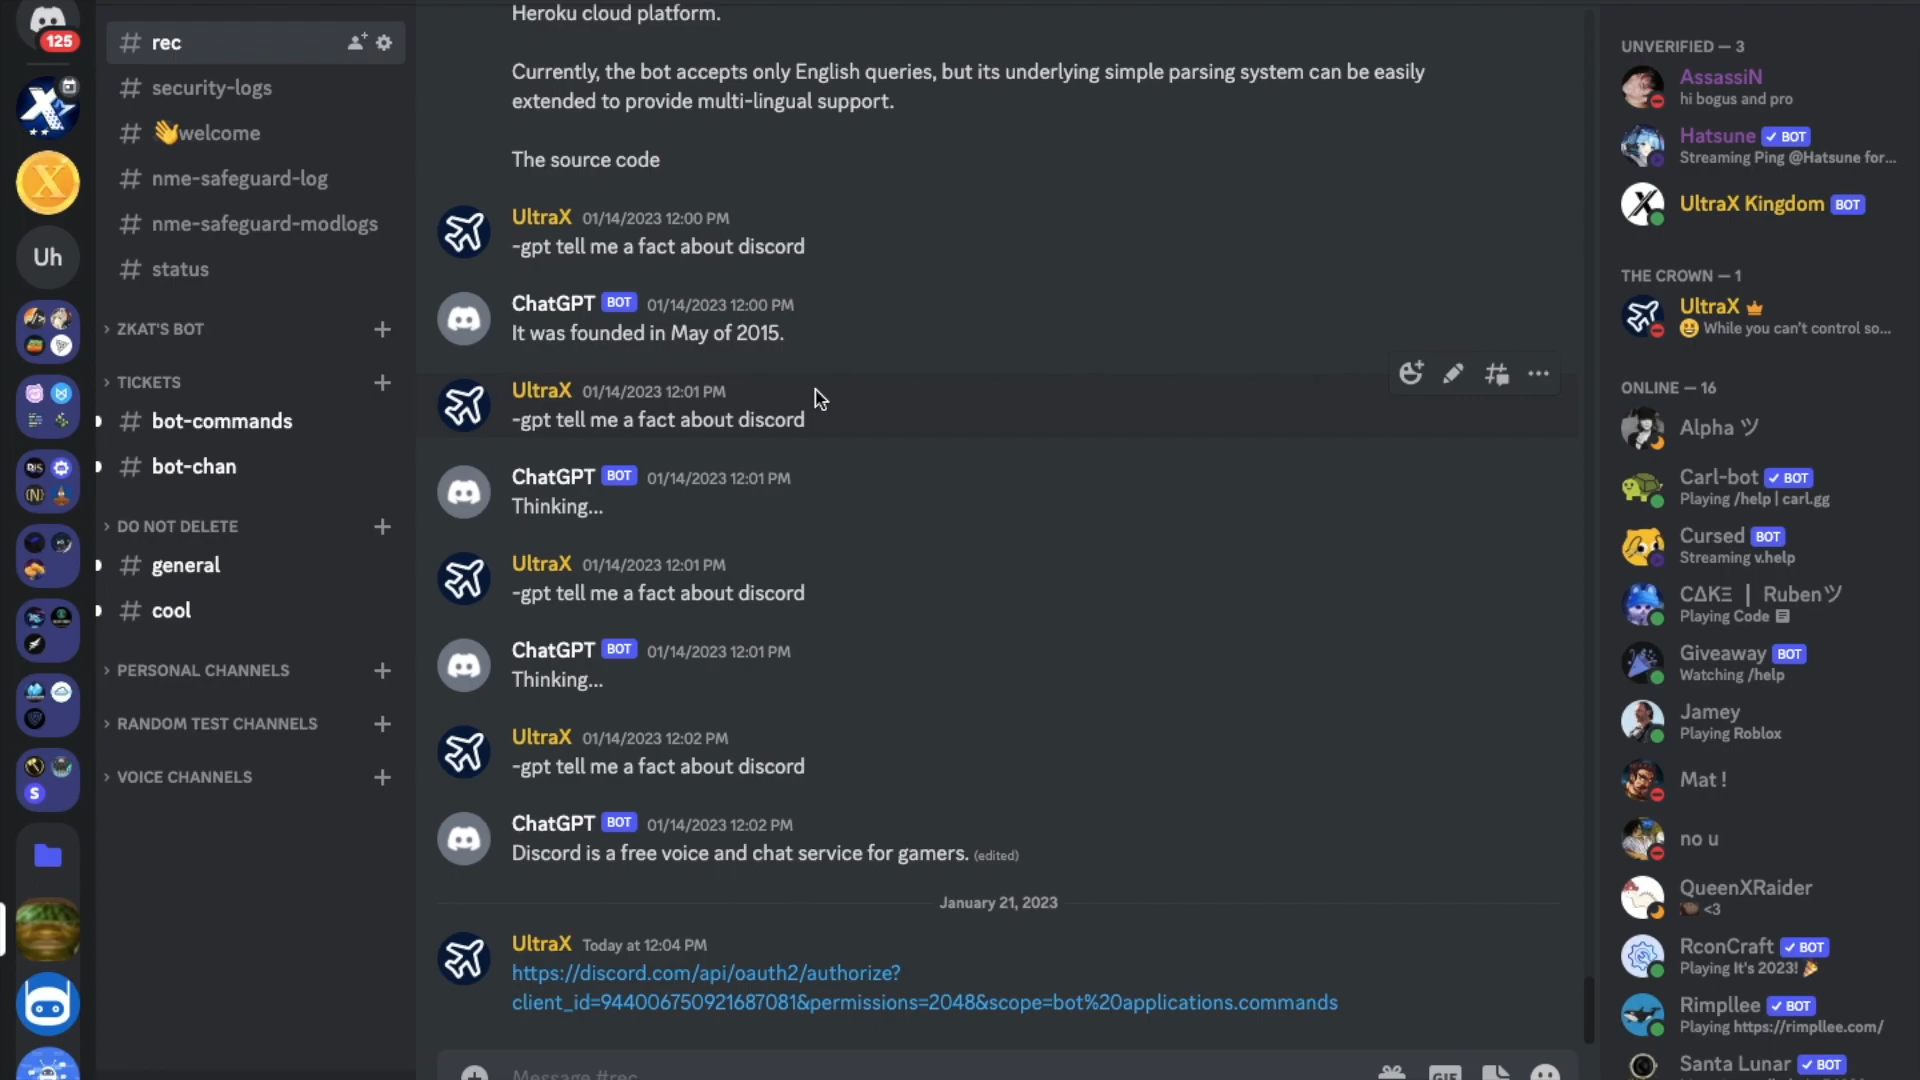 125
Uh
# rec
# security-logs
# 👋welcome
# nme-safeguard-log
# nme-safeguard-modlogs
# status
ZKAT'S BOT
TICKETS
# bot-commands
# bot-chan
DO NOT DELETE
# general
# cool
PERSONAL CHANNELS
RANDOM TEST CHANNELS
VOICE CHANNELS
Heroku cloud platform.
Currently, the bot accepts only English queries, but its underlying simple parsing system can be easily
extended to provide multi-lingual support.
The source code
UltraX 01/14/2023 12:00 PM
-gpt tell me a fact about discord
ChatGPT BOT 01/14/2023 12:00 PM
It was founded in May of 2015.
UltraX 01/14/2023 12:01 PM
-gpt tell me a fact about discord
ChatGPT BOT 01/14/2023 12:01 PM
Thinking...
UltraX 01/14/2023 12:01 PM
-gpt tell me a fact about discord
ChatGPT BOT 01/14/2023 12:01 PM
Thinking...
UltraX 01/14/2023 12:02 PM
-gpt tell me a fact about discord
ChatGPT BOT 01/14/2023 12:02 PM
Discord is a free voice and chat service for gamers. (edited)
January 21, 2023
UltraX Today at 12:04 PM
https://discord.com/api/oauth2/authorize?
client_id=944006750921687081&permissions=2048&scope=bot%20applications.commands
Message #rec
GIF
UNVERIFIED — 3
AssassiN
hi bogus and pro
Hatsune ✓ BOT
Streaming Ping @Hatsune for...
UltraX Kingdom BOT
THE CROWN — 1
UltraX
😀 While you can't control so...
ONLINE — 16
Alpha ツ
Carl-bot ✓ BOT
Playing /help | carl.gg
Cursed BOT
Streaming v.help
CΔKΞ | Rubenツ
Playing Code
Giveaway BOT
Watching /help
Jamey
Playing Roblox
Mat !
no u
QueenXRaider
<3
RconCraft ✓ BOT
Playing It's 2023! 🎉
Rimpllee ✓ BOT
Playing https://rimpllee.com/
Santa Lunar ✓ BOT